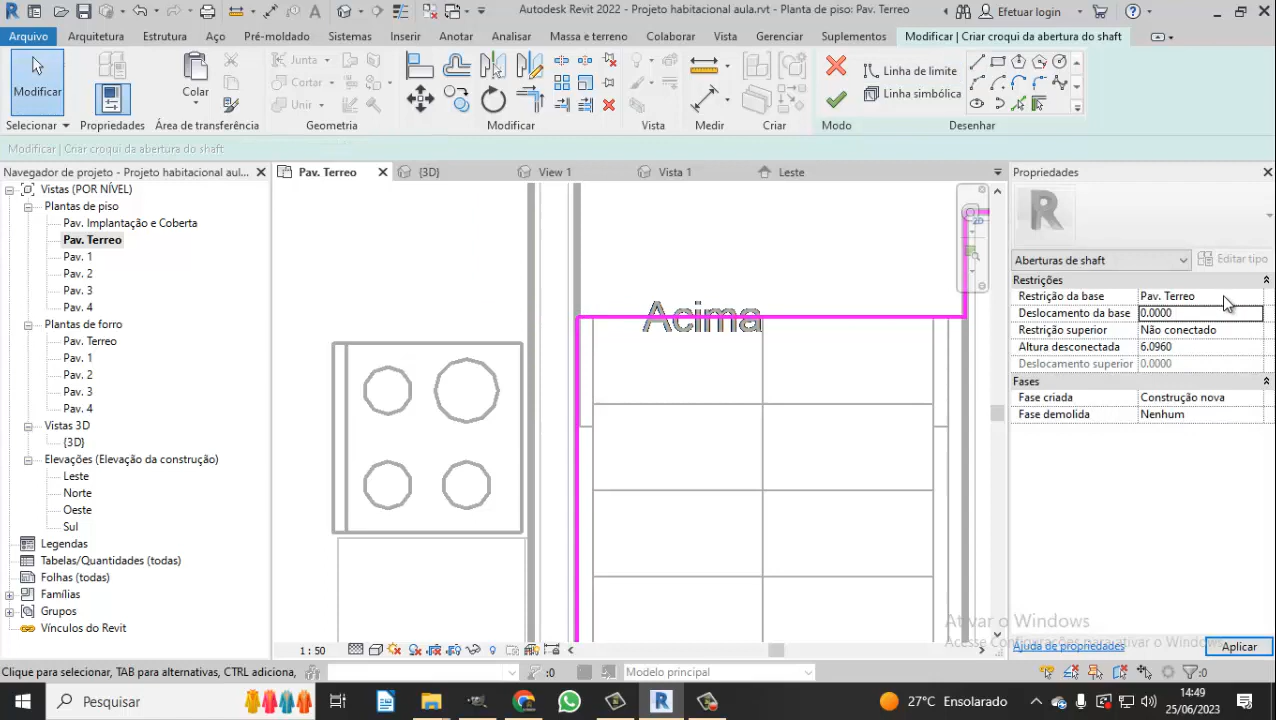 Autodesk Revit 2022 - Projeto habitacional aula.rvt - Planta de piso: Pav. Terreo
Efetuar login
Arquivo Arquitetura Estrutura Aço Pré-moldado Sistemas Inserir Anotar Analisar Massa e terreno Colaborar Vista Gerenciar Suplementos Modificar | Criar croqui da abertura do shaft
Modificar
Colar
Junta
Cortar
Unir
Linha de limite
Linha simbólica
Selecionar Propriedades Área de transferência Geometria Modificar Vista Medir Criar Modo Desenhar
Modificar | Criar croqui da abertura do shaft
Navegador de projeto - Projeto habitacional aul...
Vistas (POR NÍVEL)
Plantas de piso
Pav. Implantação e Coberta
Pav. Terreo
Pav. 1
Pav. 2
Pav. 3
Pav. 4
Plantas de forro
Pav. Terreo
Pav. 1
Pav. 2
Pav. 3
Pav. 4
Vistas 3D
{3D}
Elevações (Elevação da construção)
Leste
Norte
Oeste
Sul
Legendas
Tabelas/Quantidades (todas)
Folhas (todas)
Famílias
Grupos
Vínculos do Revit
Pav. Terreo {3D} View 1 Vista 1 Leste
Acima
2D
1 : 50
Propriedades
R
Aberturas de shaft Editar tipo
Restrições
Restrição da base Pav. Terreo
Deslocamento da base 0.0000
Restrição superior Não conectado
Altura desconectada 6.0960
Deslocamento superior 0.0000
Fases
Fase criada Construção nova
Fase demolida Nenhum
Ativar o Windows
Acesse Configurações para ativar o Windows.
Ajuda de propriedades Aplicar
Clique para selecionar, TAB para alternativas, CTRL adiciona, :0 Modelo principal :0
Pesquisar
27°C Ensolarado
14:49
25/06/2023